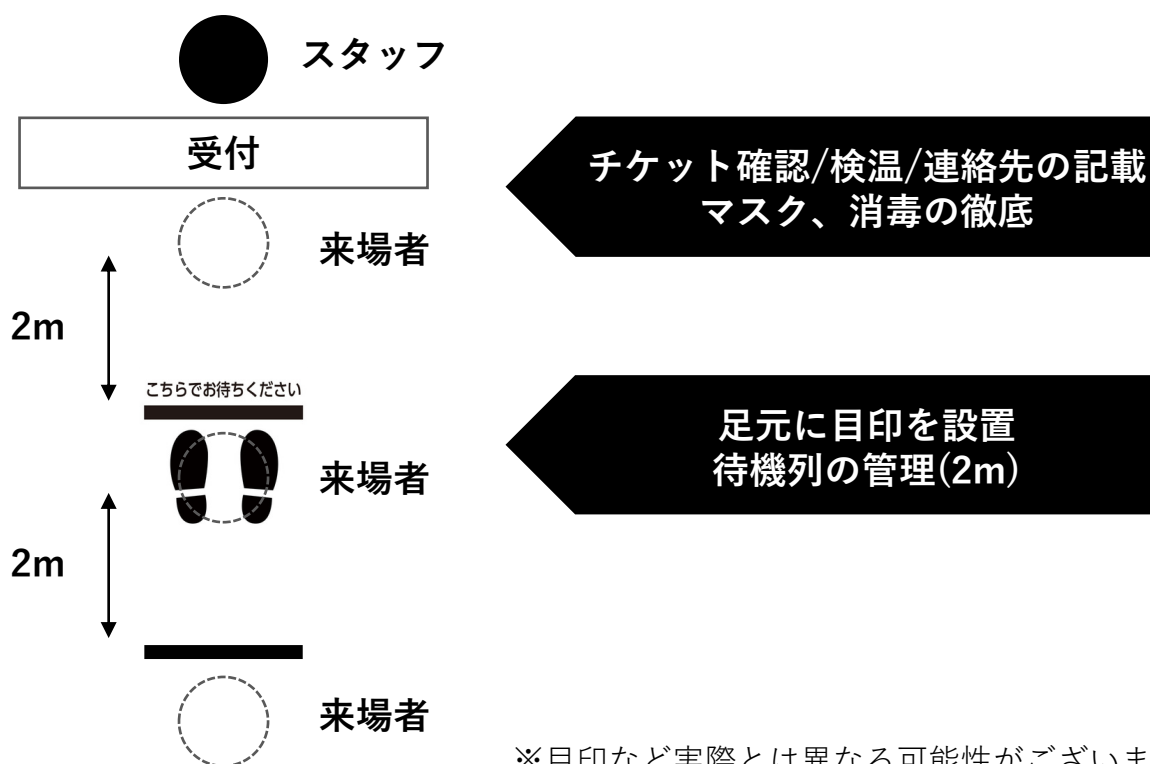 スタッフ
受付
チケット確認/検温/連絡先の記載
マスク、消毒の徹底
来場者
2m
こちらでお待ちください
足元に目印を設置
待機列の管理(2m)
来場者
2m
来場者
※目印など実際とは異なる可能性がございま